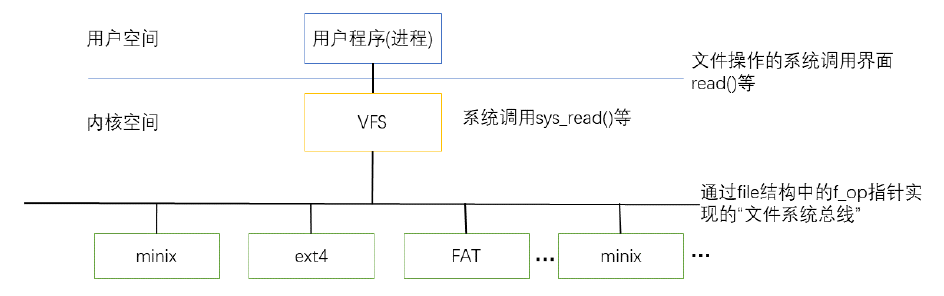 用户空间
用户程序(进程)
文件操作的系统调用界面
read()等
内核空间
VFS
系统调用sys_read()等
通过file结构中的f_op指针实
现的“文件系统总线”
minix
ext4
FAT
...
minix
...